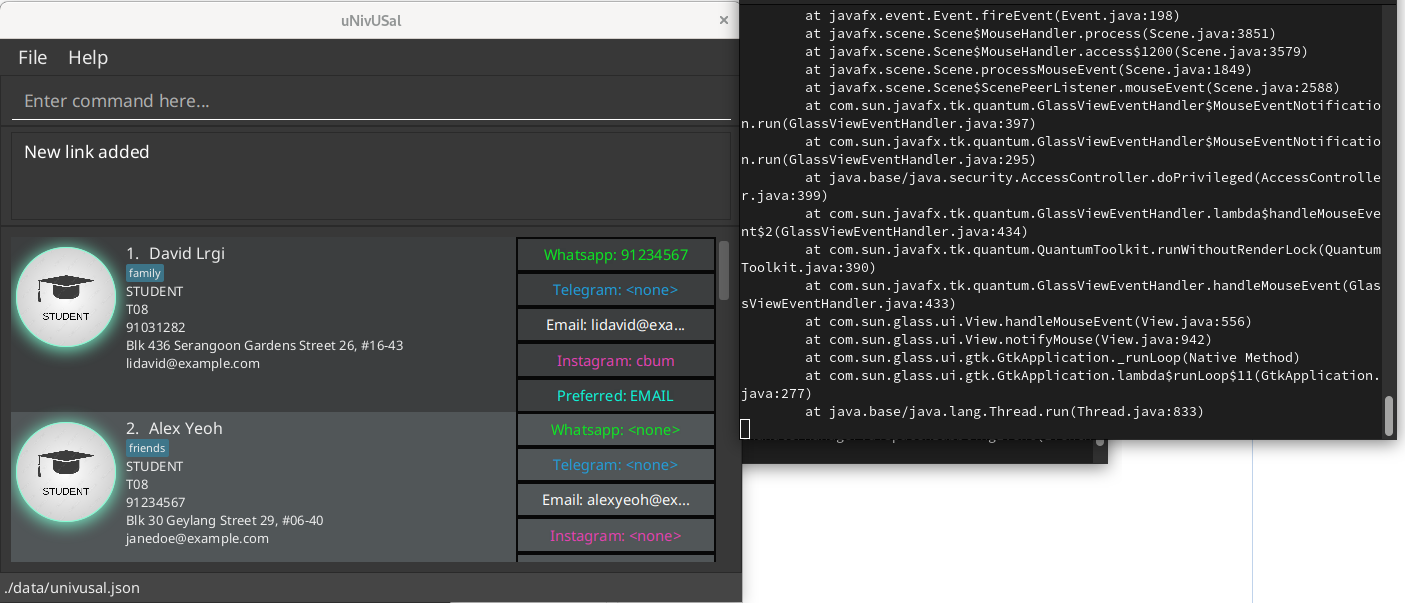 uNivUSal
×
File Help
Enter command here...
New link added
1. David Lrgi
family
STUDENT
T08
91031282
Blk 436 Serangoon Gardens Street 26, #16-43
lidavid@example.com
STUDENT
Whatsapp: 91234567
Telegram: <none>
Email: lidavid@exa...
Instagram: cbum
Preferred: EMAIL
2. Alex Yeoh
friends
STUDENT
T08
91234567
Blk 30 Geylang Street 29, #06-40
janedoe@example.com
STUDENT
Whatsapp: <none>
Telegram: <none>
Email: alexyeoh@ex...
Instagram: <none>
./data/univusal.json
at javafx.event.Event.fireEvent(Event.java:198)
at javafx.scene.Scene$MouseHandler.process(Scene.java:3851)
at javafx.scene.Scene$MouseHandler.access$1200(Scene.java:3579)
at javafx.scene.Scene.processMouseEvent(Scene.java:1849)
at javafx.scene.Scene$ScenePeerListener.mouseEvent(Scene.java:2588)
at com.sun.javafx.tk.quantum.GlassViewEventHandler$MouseEventNotificatio
n.run(GlassViewEventHandler.java:397)
at com.sun.javafx.tk.quantum.GlassViewEventHandler$MouseEventNotificatio
n.run(GlassViewEventHandler.java:295)
at java.base/java.security.AccessController.doPrivileged(AccessControlle
r.java:399)
at com.sun.javafx.tk.quantum.GlassViewEventHandler.lambda$handleMouseEve
nt$2(GlassViewEventHandler.java:434)
at com.sun.javafx.tk.quantum.QuantumToolkit.runWithoutRenderLock(Quantum
Toolkit.java:390)
at com.sun.javafx.tk.quantum.GlassViewEventHandler.handleMouseEvent(Glas
sViewEventHandler.java:433)
at com.sun.glass.ui.View.handleMouseEvent(View.java:556)
at com.sun.glass.ui.View.notifyMouse(View.java:942)
at com.sun.glass.ui.gtk.GtkApplication._runLoop(Native Method)
at com.sun.glass.ui.gtk.GtkApplication.lambda$runLoop$11(GtkApplication.
java:277)
at java.base/java.lang.Thread.run(Thread.java:833)